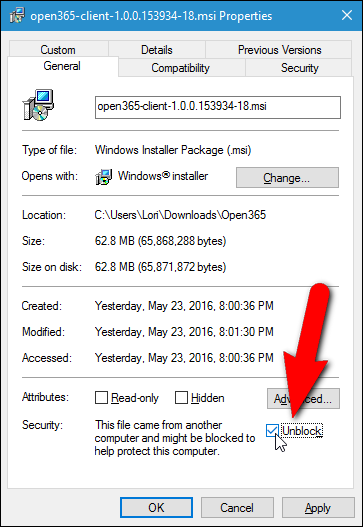 open365-client-1.0.0.153934-18.msi Properties
Custom Details Previous Versions
General Compatibility Security
open365-client-1.0.0.153934-18.msi
Type of file: Windows Installer Package (.msi)
Opens with: Windows® installer Change...
Location: C:\Users\Lori\Downloads\Open365
Size: 62.8 MB (65,868,288 bytes)
Size on disk: 62.8 MB (65,871,872 bytes)
Created: Yesterday, May 23, 2016, 8:00:36 PM
Modified: Yesterday, May 23, 2016, 8:01:30 PM
Accessed: Yesterday, May 23, 2016, 8:00:36 PM
Attributes: Read-only Hidden Advanced...
Security: This file came from another
computer and might be blocked to
help protect this computer.
Unblock
OK Cancel Apply